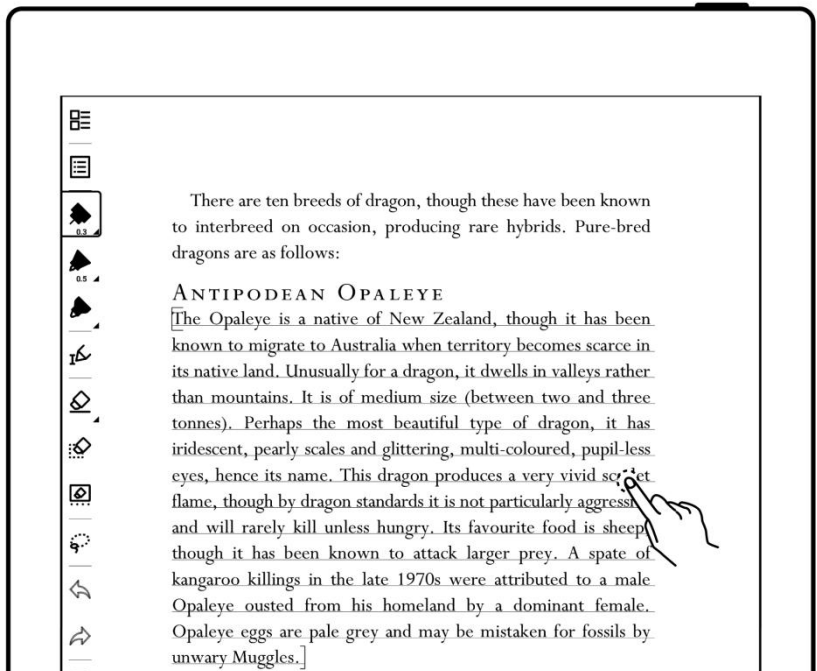 There are ten breeds of dragon, though these have been known
to interbreed on occasion, producing rare hybrids. Pure-bred
dragons are as follows:
ANTIPODEAN OPALEYE
The Opaleye is a native of New Zealand, though it has been
known to migrate to Australia when territory becomes scarce in
its native land. Unusually for a dragon, it dwells in valleys rather
than mountains. It is of medium size (between two and three
tonnes). Perhaps the most beautiful type of dragon, it has
iridescent, pearly scales and glittering, multi-coloured, pupil-less
eyes, hence its name. This dragon produces a very vivid
flame, though by dragon standards it is not particularly
and will rarely kill unless hungry. Its favourite food is sheep
though it has been known to attack larger prey. A spate of
kangaroo killings in the late 1970s were attributed to a male
Opaleye ousted from his homeland by a dominant female.
Opaleye eggs are pale grey and may be mistaken for fossils by
unwary Muggles.
0.3
0.5